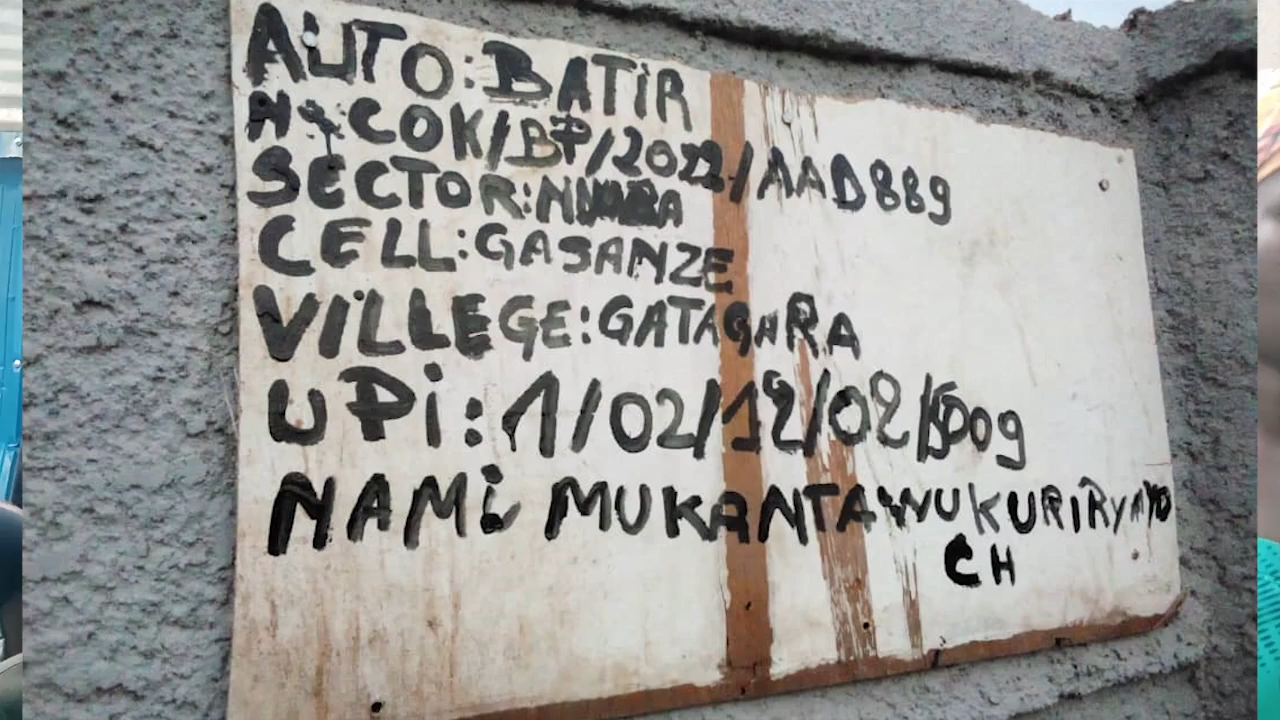 AUTO: BATIR
No COK/BP/2022/AAD889
SECTOR:
CELL: GASANZE
VILLEGE: GATAGARA
UPI: 1/02/12/02/5009
NAMI MUKANTAWUKURIRYAYO
CH